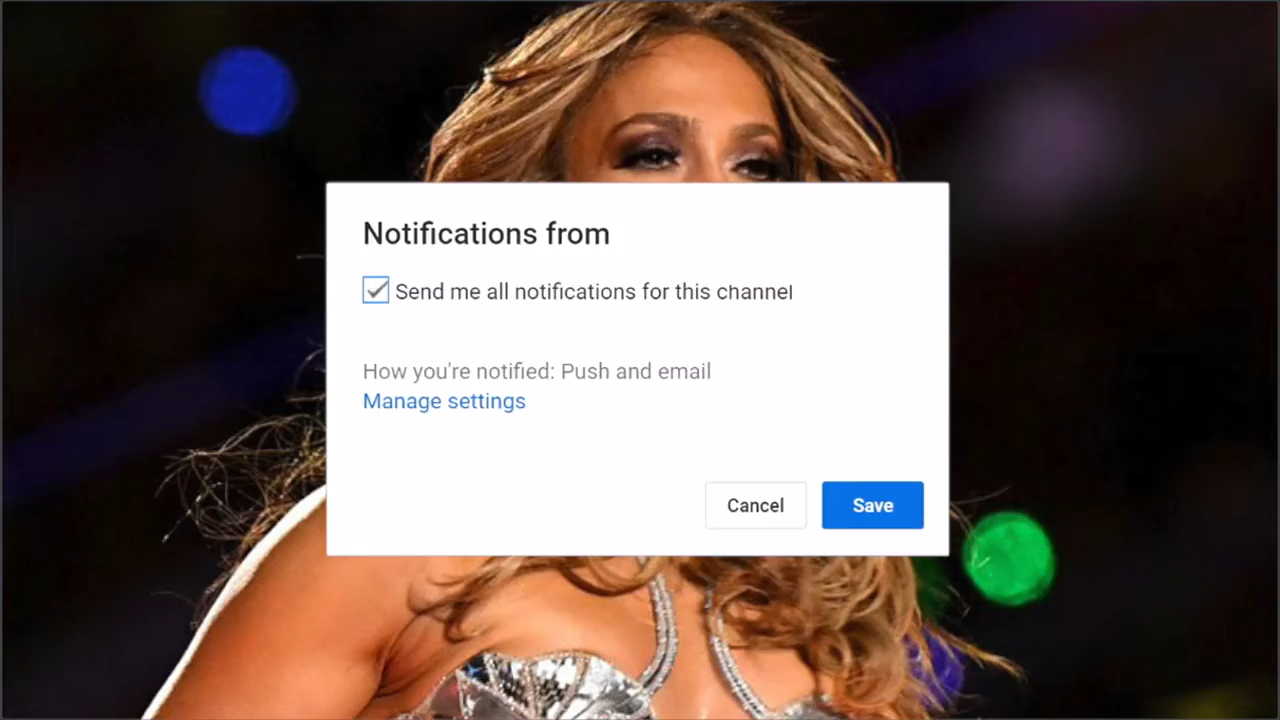 Notifications from
Send me all notifications for this channel
How you're notified: Push and email
Manage settings
Cancel
Save